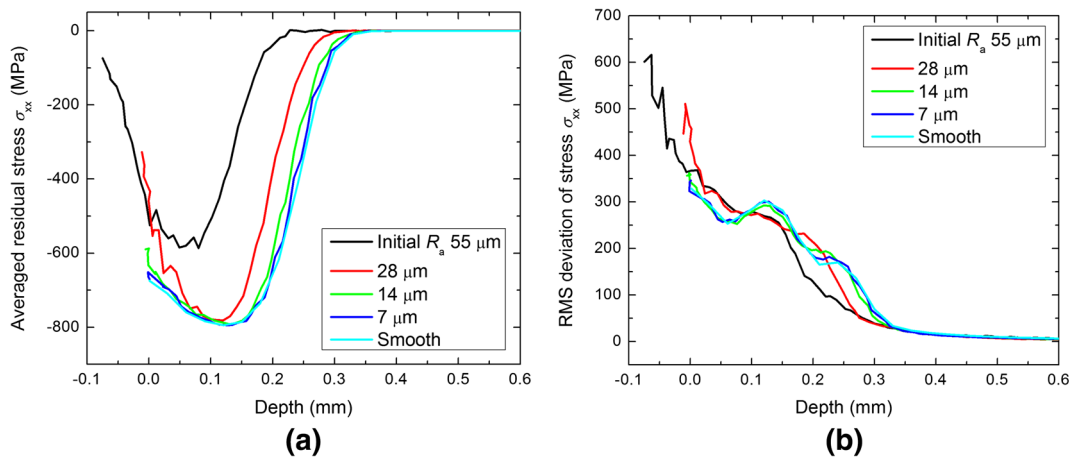 Averaged residual stress σxx (MPa)
0
-200
-400
-600
-800
Initial Ra 55 μm
28 μm
14 μm
7 μm
Smooth
-0.1 0.0 0.1 0.2 0.3 0.4 0.5 0.6
Depth (mm)
(a)
RMS deviation of stress σxx (MPa)
700
600
500
400
300
200
100
0
Initial Ra 55 μm
28 μm
14 μm
7 μm
Smooth
-0.1 0.0 0.1 0.2 0.3 0.4 0.5 0.6
Depth (mm)
(b)